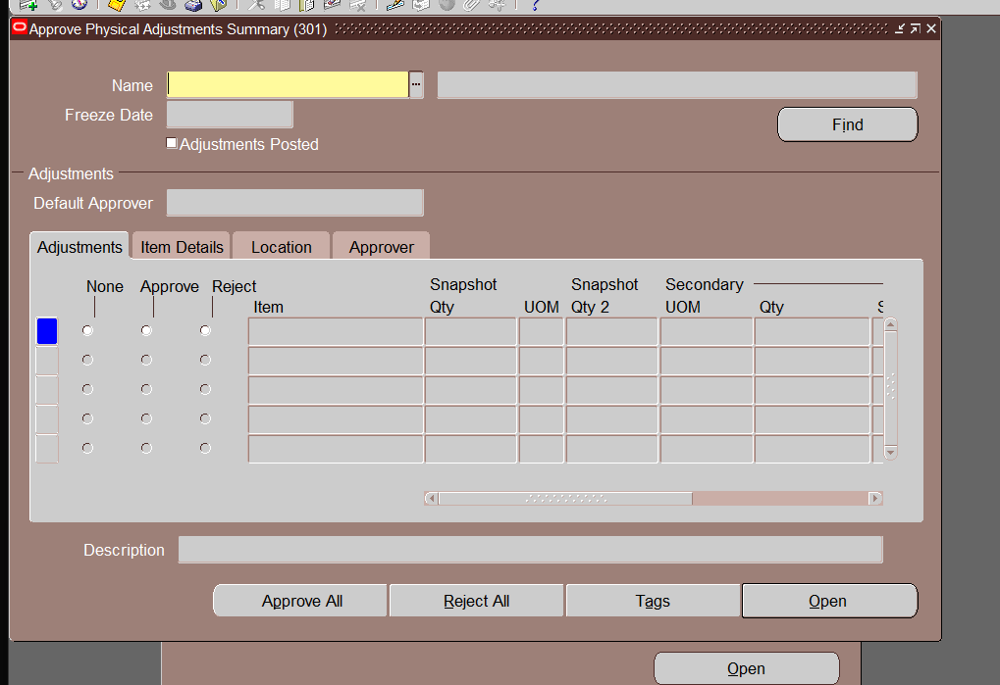 Approve Physical Adjustments Summary (301)
Name
Freeze Date
Find
Adjustments Posted
Adjustments
Default Approver
Adjustments Item Details Location Approver
None Approve Reject
Snapshot Snapshot Secondary
Item Qty UOM Qty 2 UOM Qty S
Description
Approve All Reject All Tags Open
Open